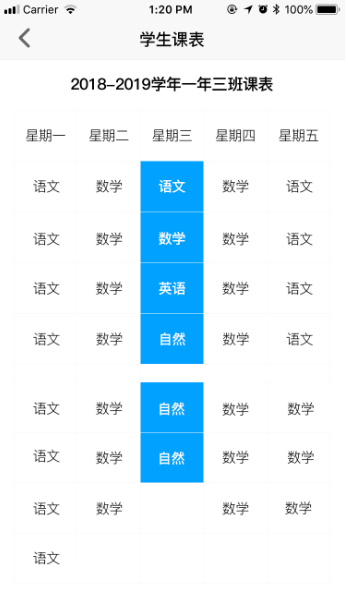 Carrier 1:20 PM 100%
学生课表
2018-2019学年一年三班课表
星期一 星期二 星期三 星期四 星期五
语文 数学 语文 数学 语文
语文 数学 数学 数学 语文
语文 数学 英语 数学 语文
语文 数学 自然 数学 语文
语文 数学 自然 数学 数学
语文 数学 自然 数学 数学
语文 数学 数学 数学
语文